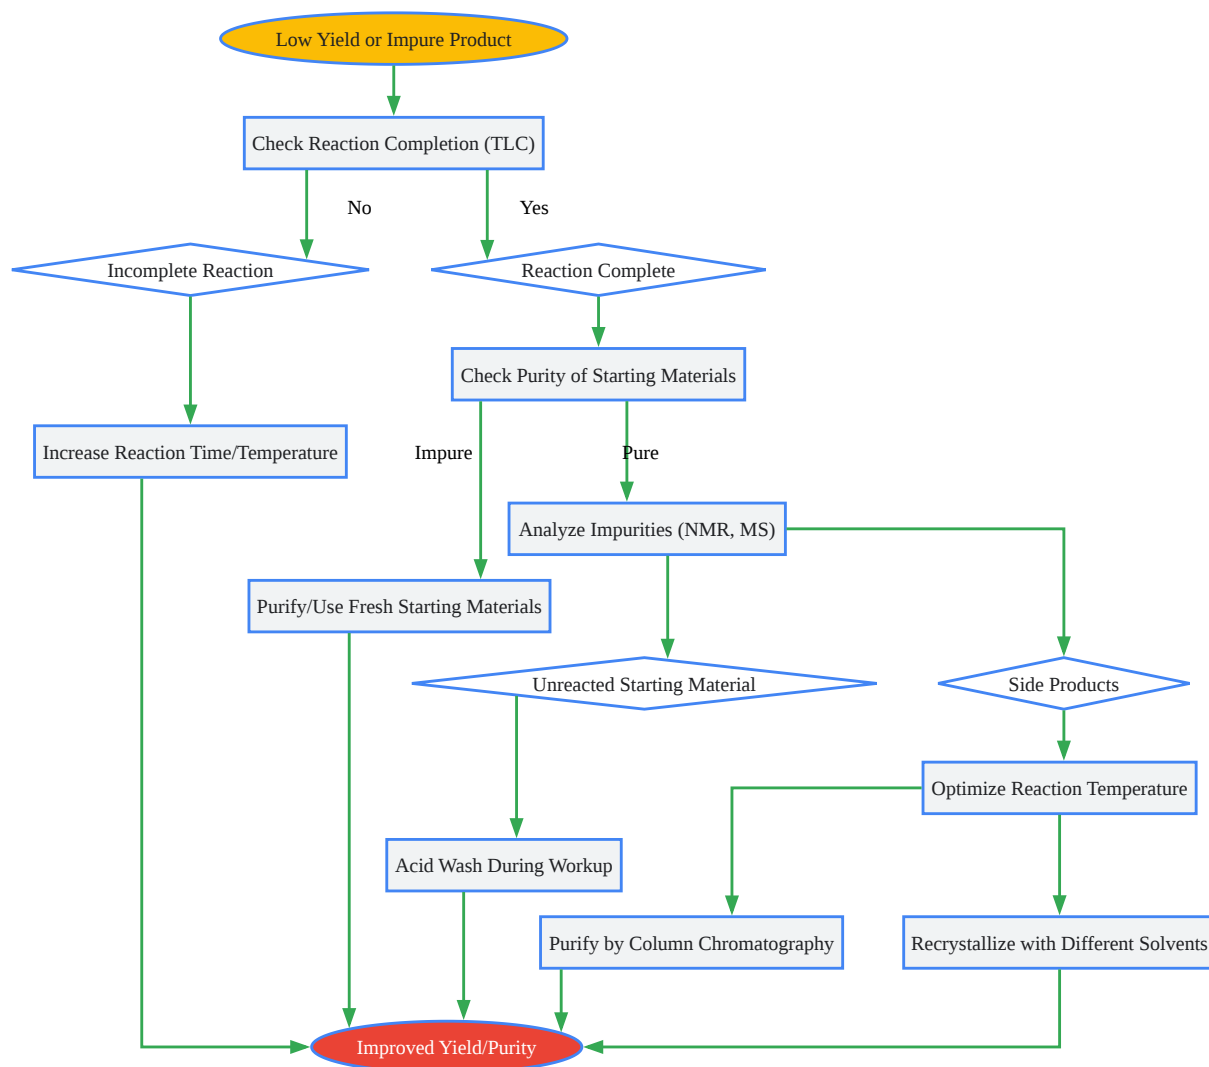 Low Yield or Impure Product
Check Reaction Completion (TLC)
No
Yes
Incomplete Reaction
Reaction Complete
Check Purity of Starting Materials
Increase Reaction Time/Temperature
Impure
Pure
Analyze Impurities (NMR, MS)
Purify/Use Fresh Starting Materials
Unreacted Starting Material
Side Products
Optimize Reaction Temperature
Acid Wash During Workup
Purify by Column Chromatography
Recrystallize with Different Solvents
Improved Yield/Purity